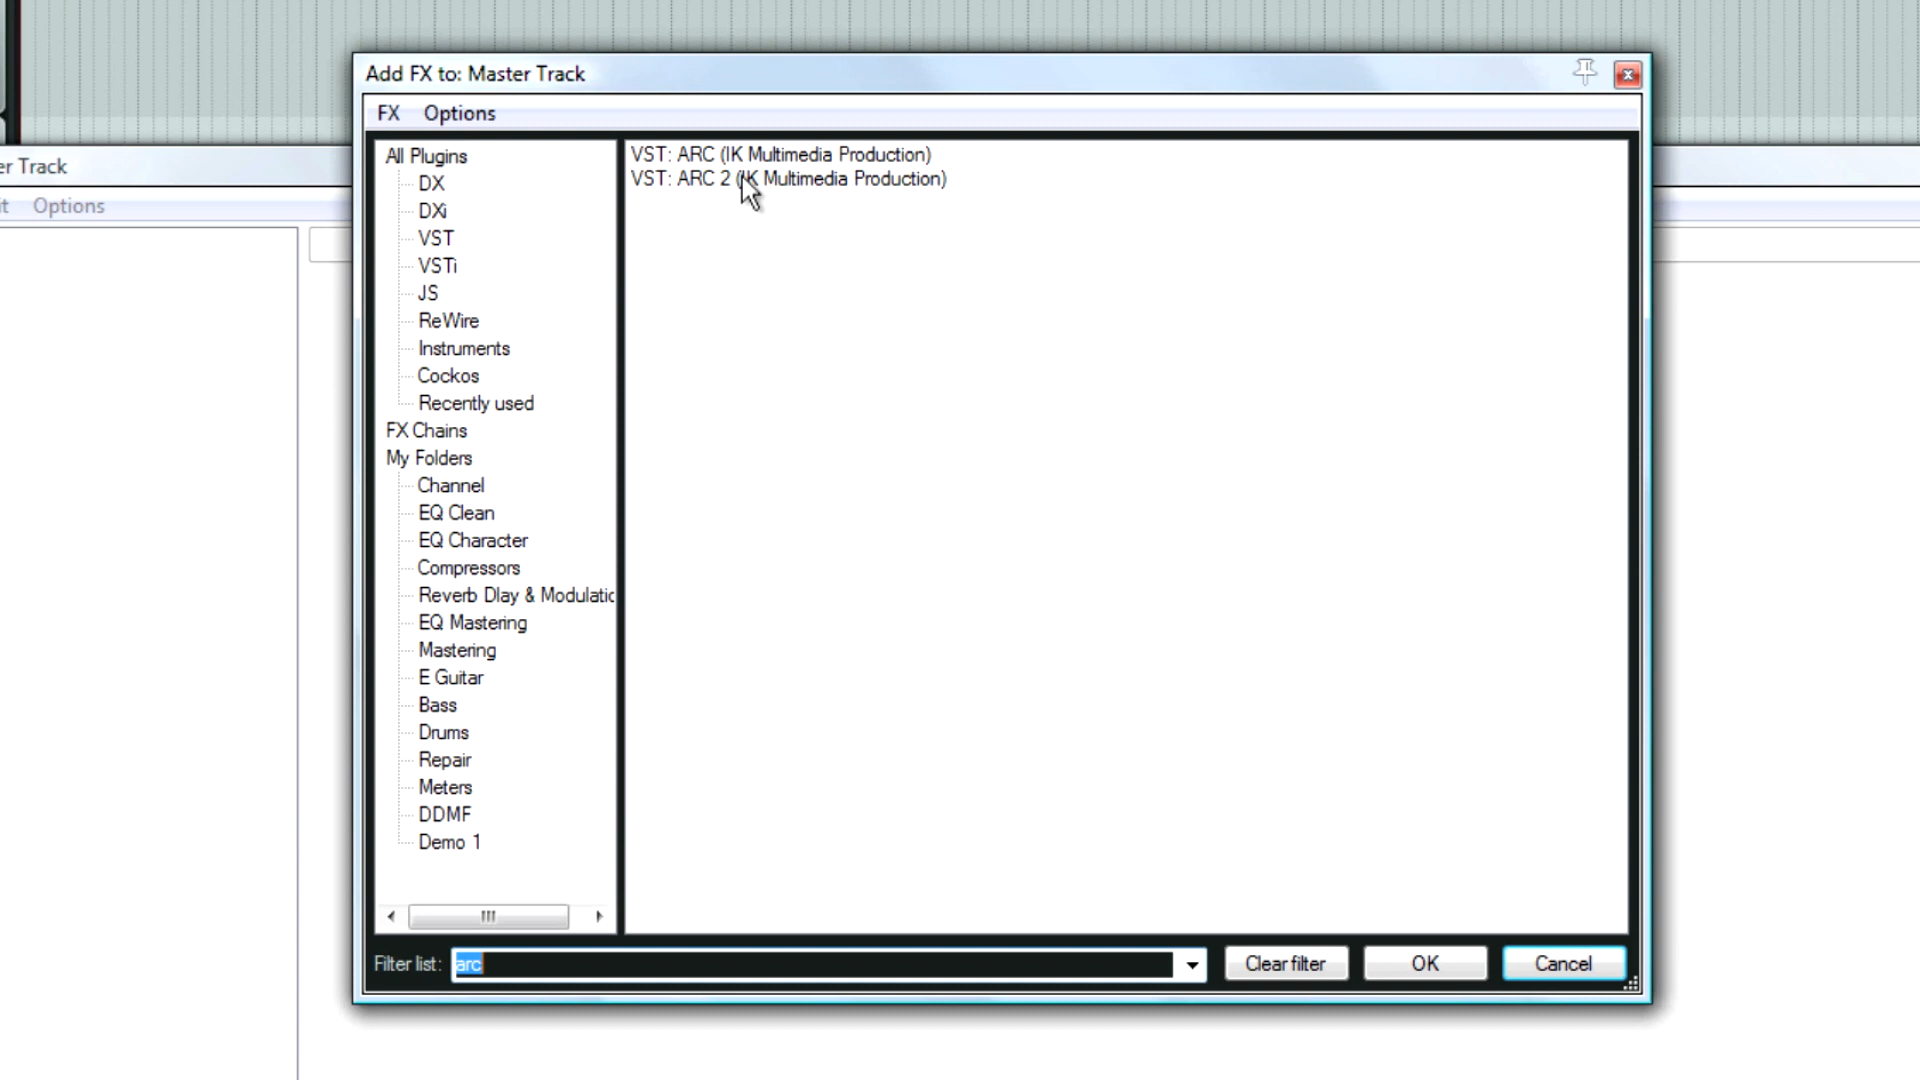 Add FX to: Master Track
FX Options
er Track
it Options
All Plugins
DX
DXi
VST
VSTi
JS
ReWire
Instruments
Cockos
Recently used
FX Chains
My Folders
Channel
EQ Clean
EQ Character
Compressors
Reverb Dlay & Modulatic
EQ Mastering
Mastering
E Guitar
Bass
Drums
Repair
Meters
DDMF
Demo 1
VST: ARC (IK Multimedia Production)
VST: ARC 2 (IK Multimedia Production)
Filter list: arc Clear filter OK Cancel